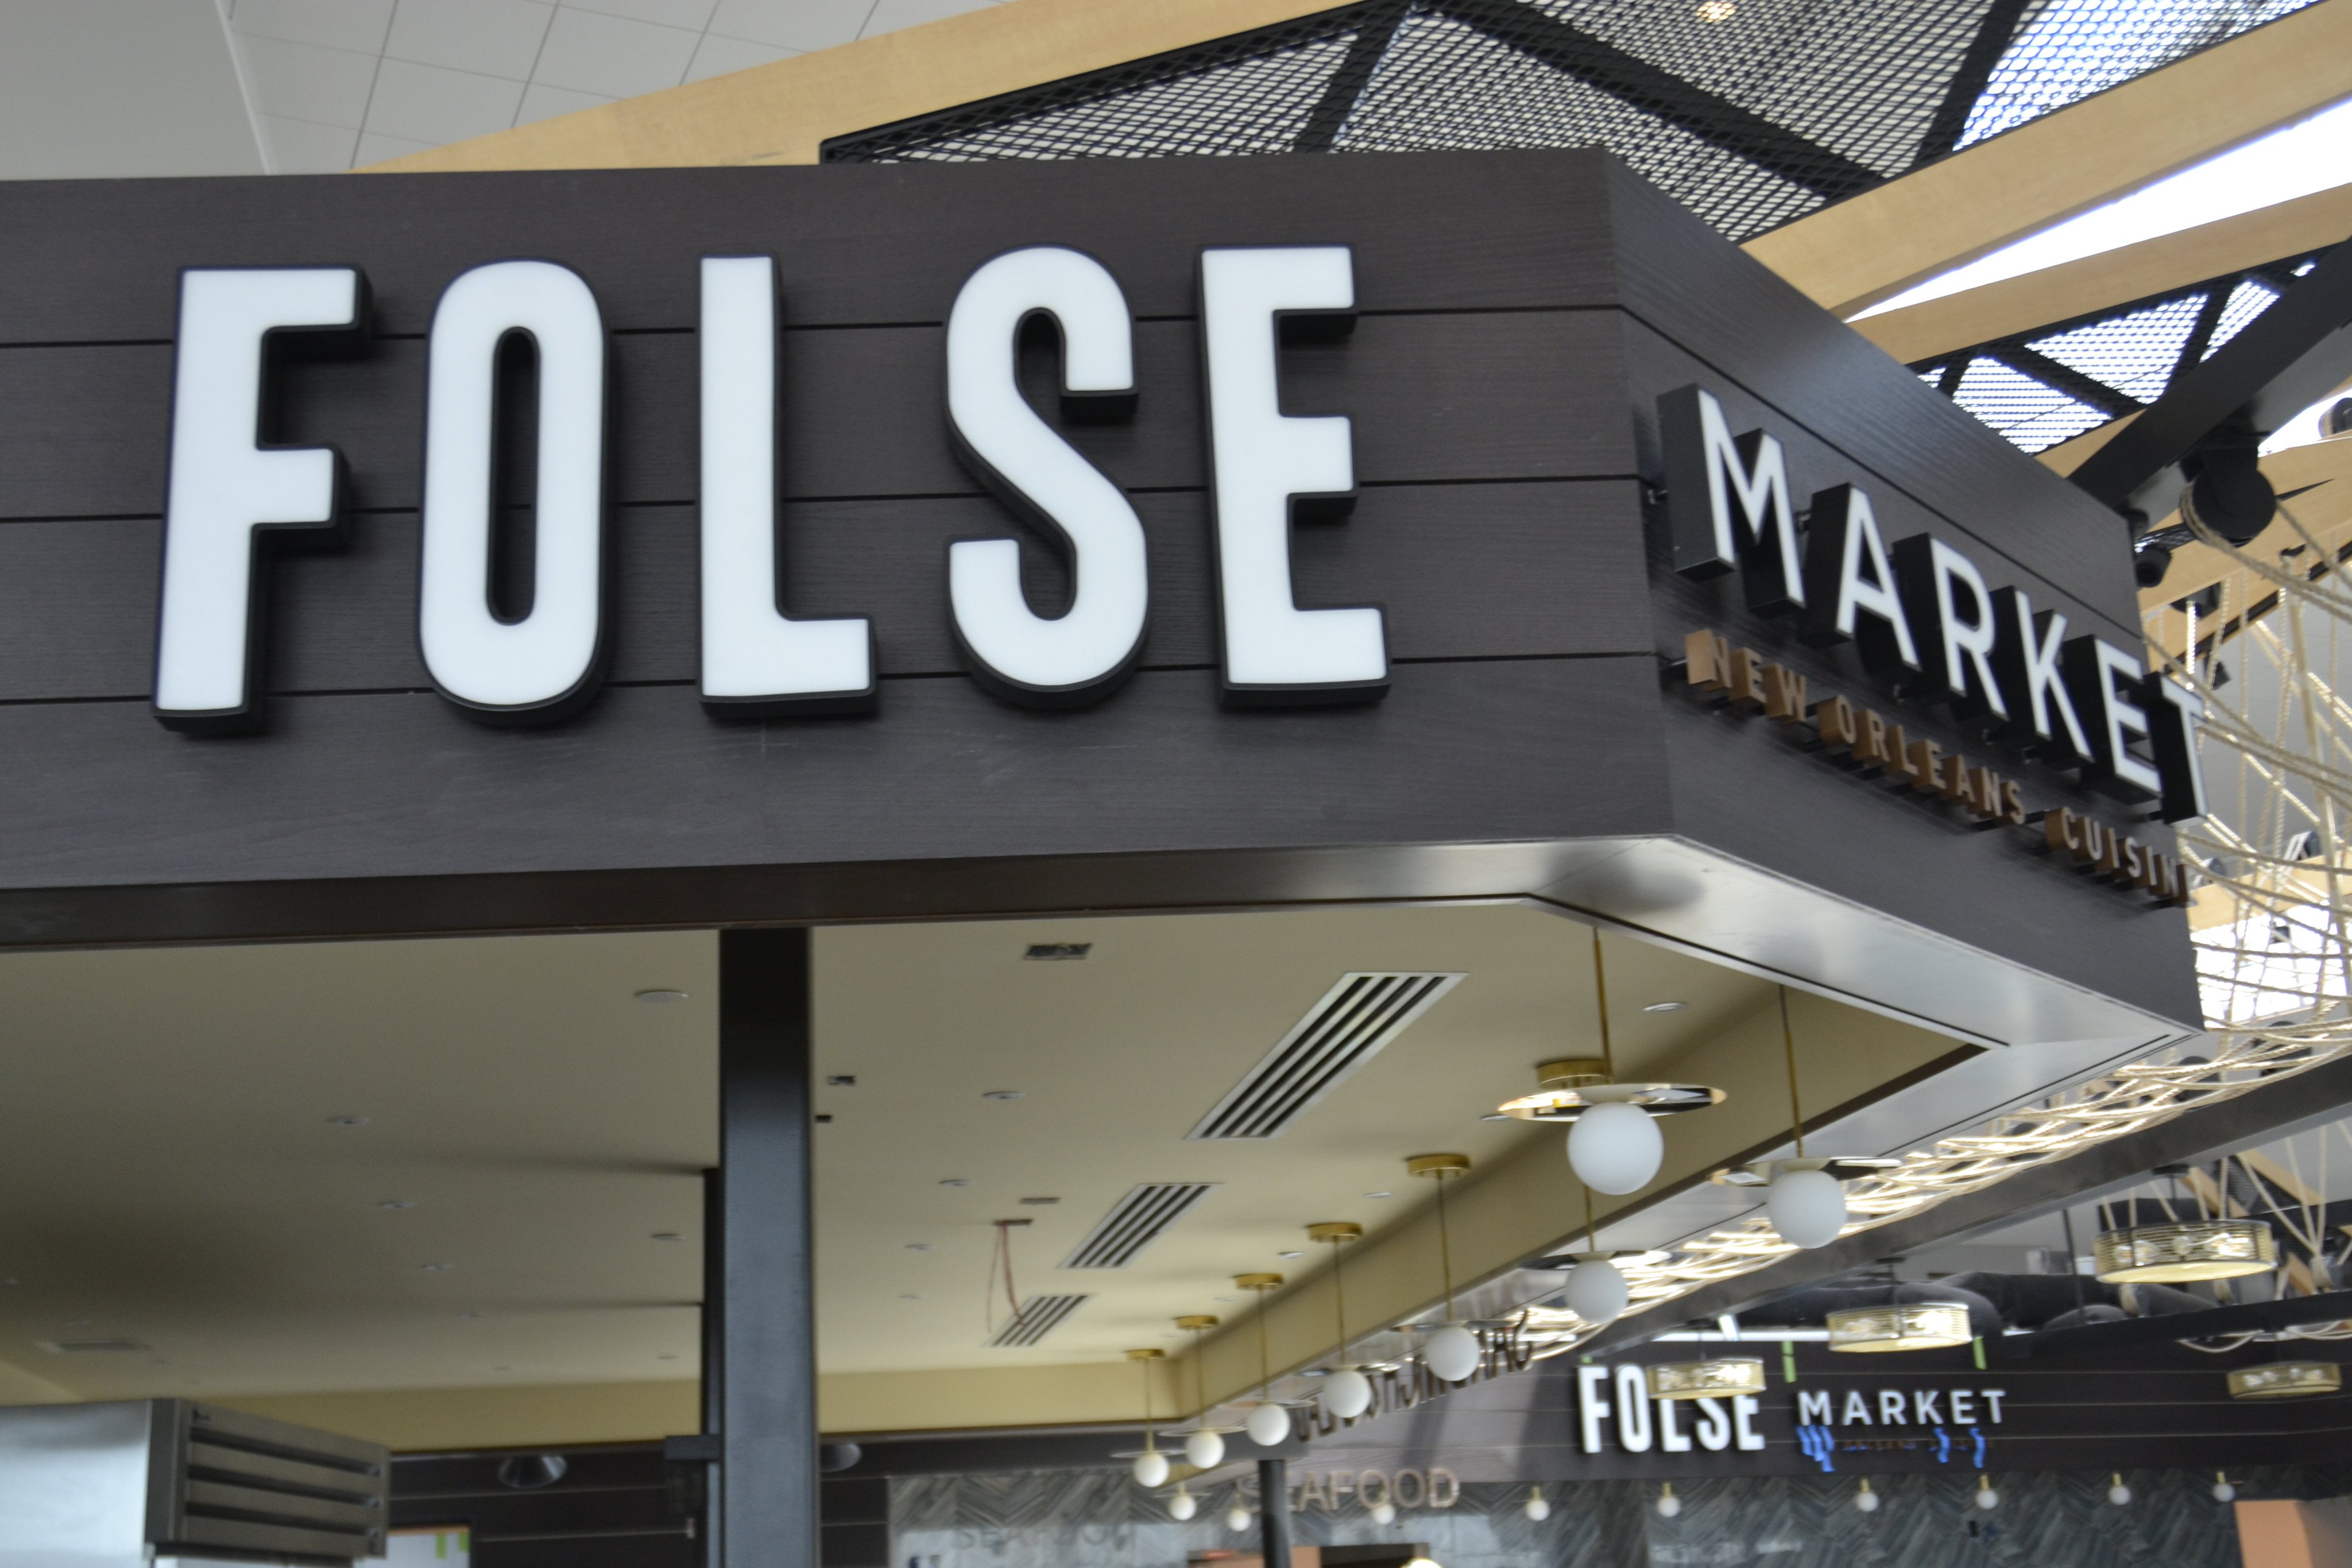 FOLSE
MARKET
NEW ORLEANS CUISIN
FOLSE MARKET
SEAFOOD